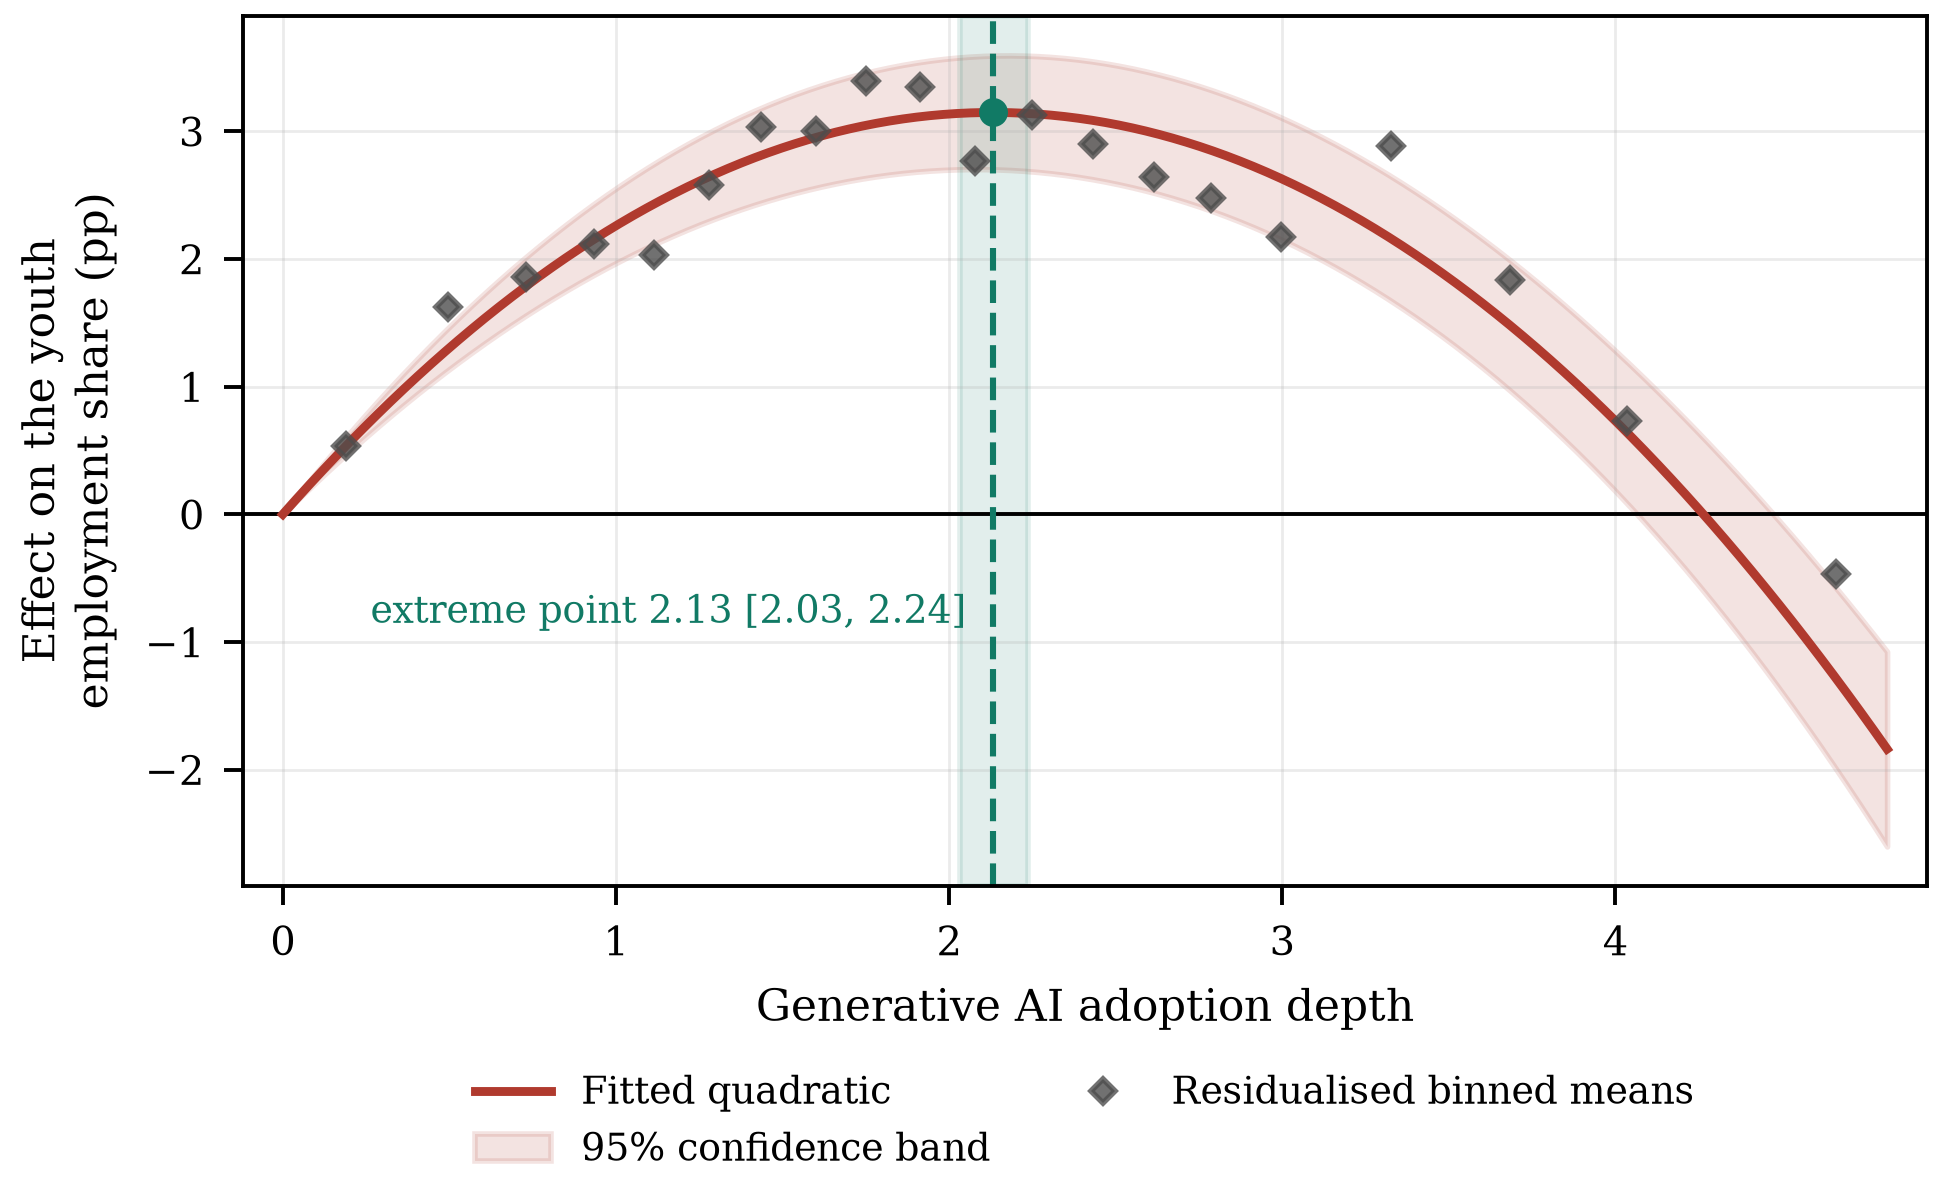 Effect on the youth
employment share (pp)
3
2
1
0
−1
−2
extreme point 2.13 [2.03, 2.24]
0 1 2 3 4
Generative AI adoption depth
Fitted quadratic
95% confidence band
Residualised binned means